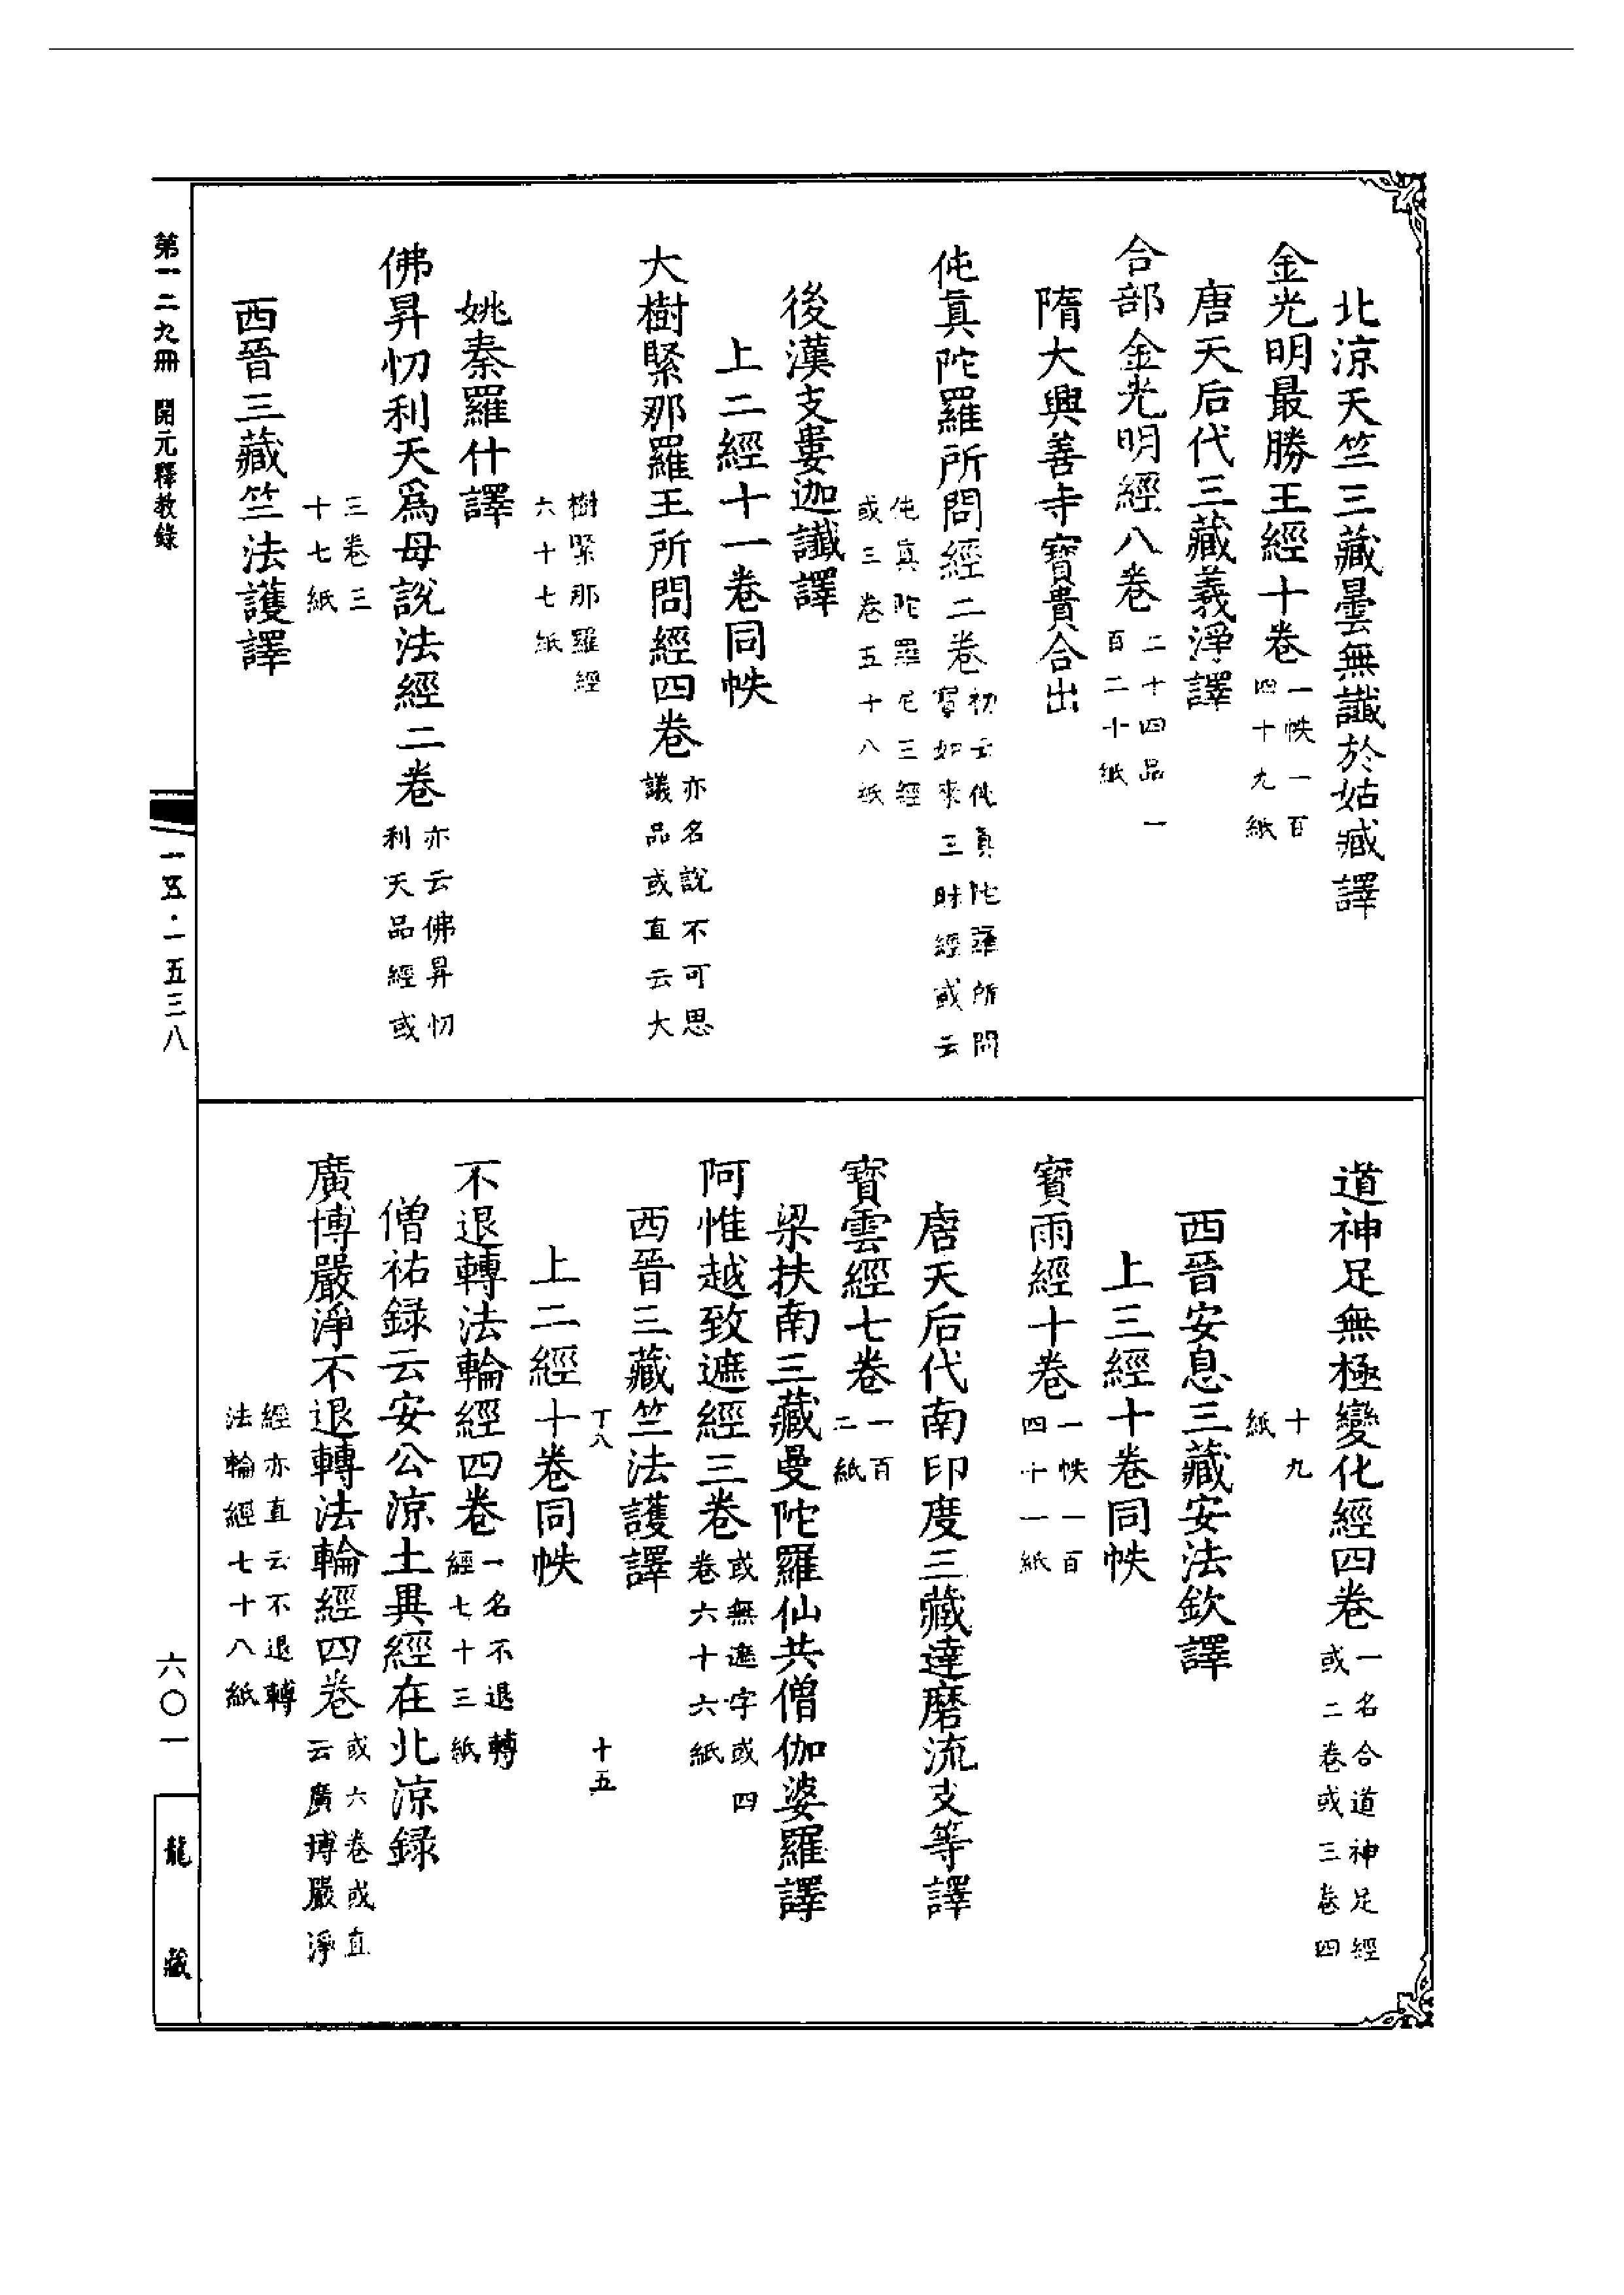 北涼天竺三藏曇無讖於姑臧譯
金光明最勝王經十卷一帙一百
四十九紙
唐天后代三藏義淨譯
合部金光明經八卷二十四品一
百二十紙
隋大興善寺寶貴合出
伅真陀羅所問經二卷初云伅真陀羅所問
寶如來三昧經或云
伅真陀羅尼三經
或三卷五十八紙
後漢支婁迦讖譯
上二經十一卷同帙
大樹緊那羅王所問經四卷亦名說不可思
議品或直云大
樹緊那羅經
六十七紙
姚秦羅什譯
佛昇忉利天爲母說法經二卷亦云佛昇忉
利天品經或
三卷三
十七紙
西晉三藏竺法護譯
道神足無極變化經四卷一名合道神足經
或二卷或三卷四
十九
紙
西晉安息三藏安法欽譯
上三經十卷同帙
寶雨經十卷一帙一百
四十一紙
唐天后代南印度三藏達磨流支等譯
寶雲經七卷一百
二紙
梁扶南三藏曼陀羅仙共僧伽婆羅譯
阿惟越致遮經三卷或無遮字或四
卷六十六紙
西晉三藏竺法護譯
丁八 十五
上二經十卷同帙
不退轉法輪經四卷一名不退轉
經七十三紙
僧祐録云安公涼土異經在北涼録
廣博嚴淨不退轉法輪經四卷或六卷或直
云廣博嚴淨
經亦直云不退轉
法輪經七十八紙
第一二九冊 開元釋教錄
一五·一五三八
六〇一
龍藏